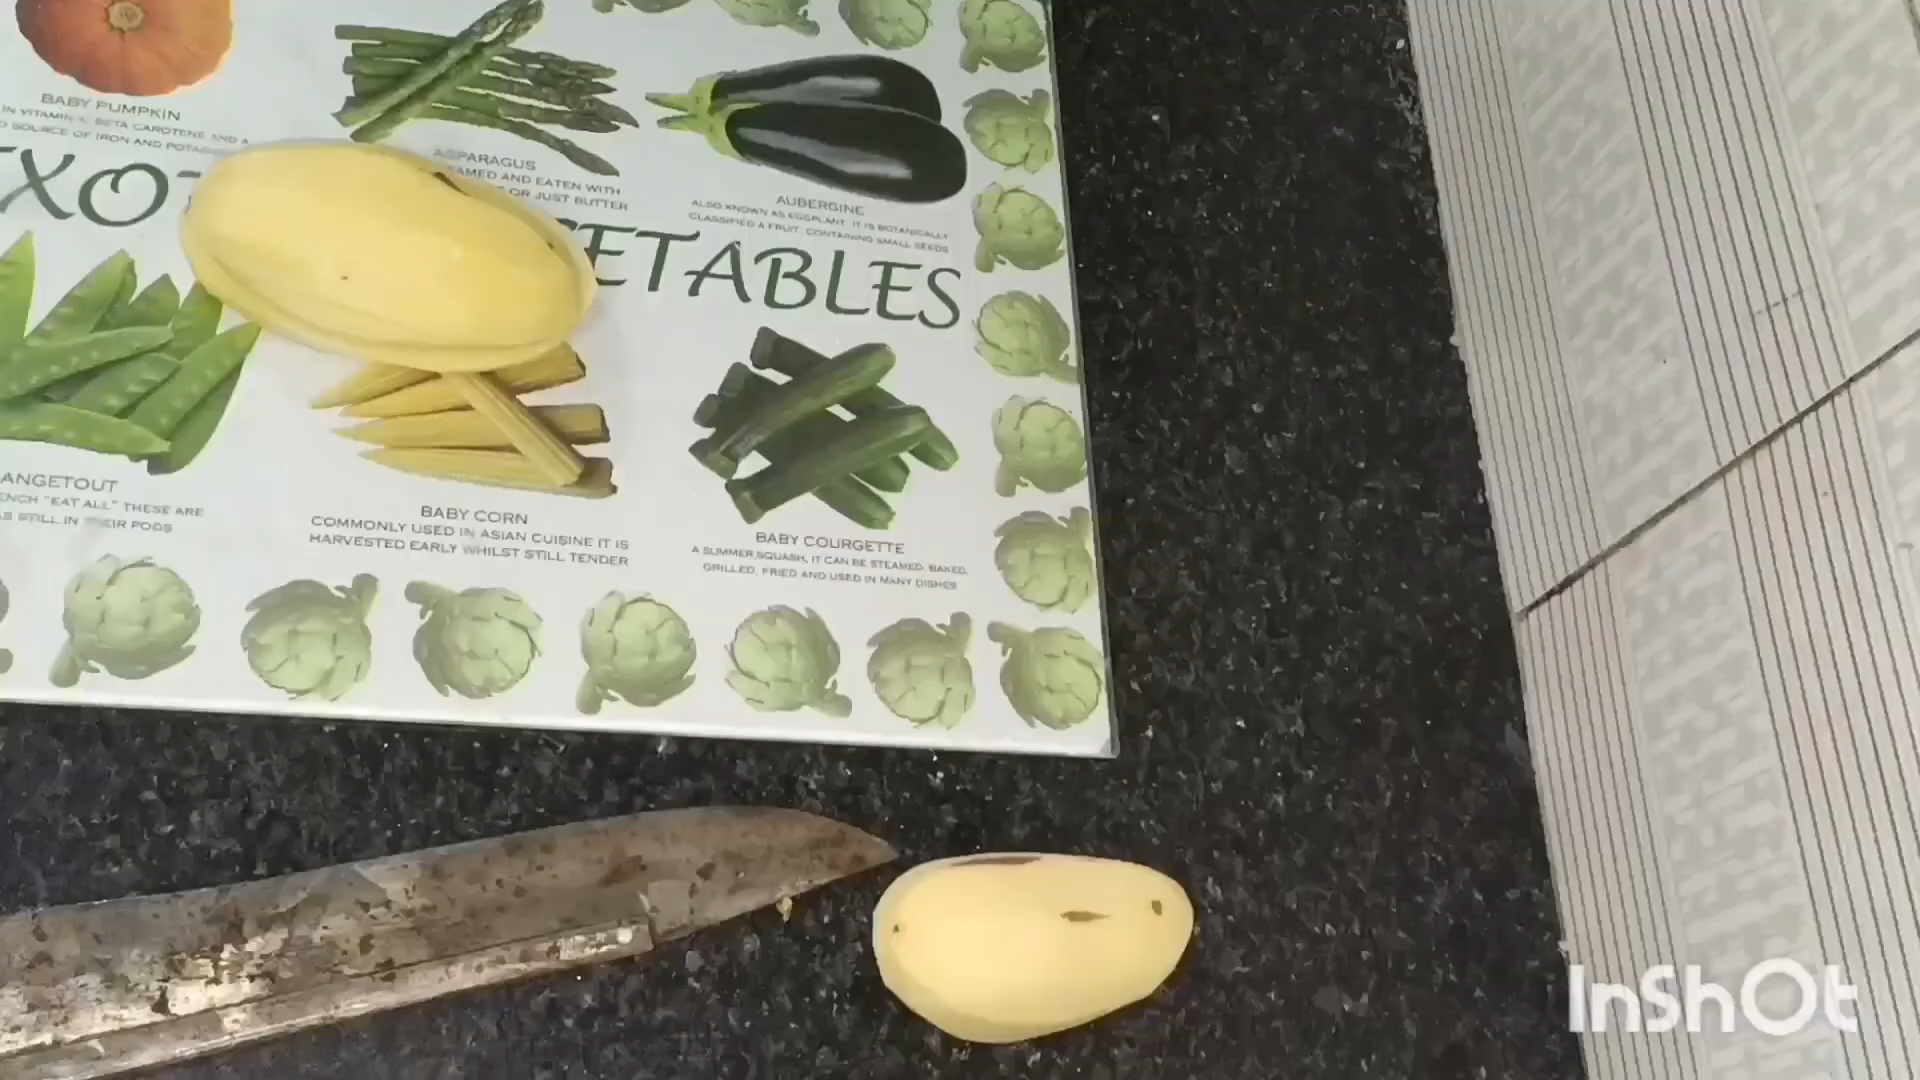 BABY PUMPKIN
IN VITAMIN A, BETA CAROTENE AND A
SOURCE OF IRON AND
ASPARAGUS
AND EATEN WITH
OR JUST BUTTER
AUBERGINE
ALSO KNOWN AS EGGPLANT, IT IS BOTANICALLY
CLASSIFIED A FRUIT, CONTAINING SMALL SEEDS
XOT
ETABLES
ANGETOUT
ENCH "EAT ALL" THESE ARE
AS STILL IN THEIR PODS
BABY CORN
COMMONLY USED IN ASIAN CUISINE IT IS
HARVESTED EARLY WHILST STILL TENDER
BABY COURGETTE
A SUMMER SQUASH, IT CAN BE STEAMED, BAKED,
GRILLED, FRIED AND USED IN MANY DISHES
InShOt